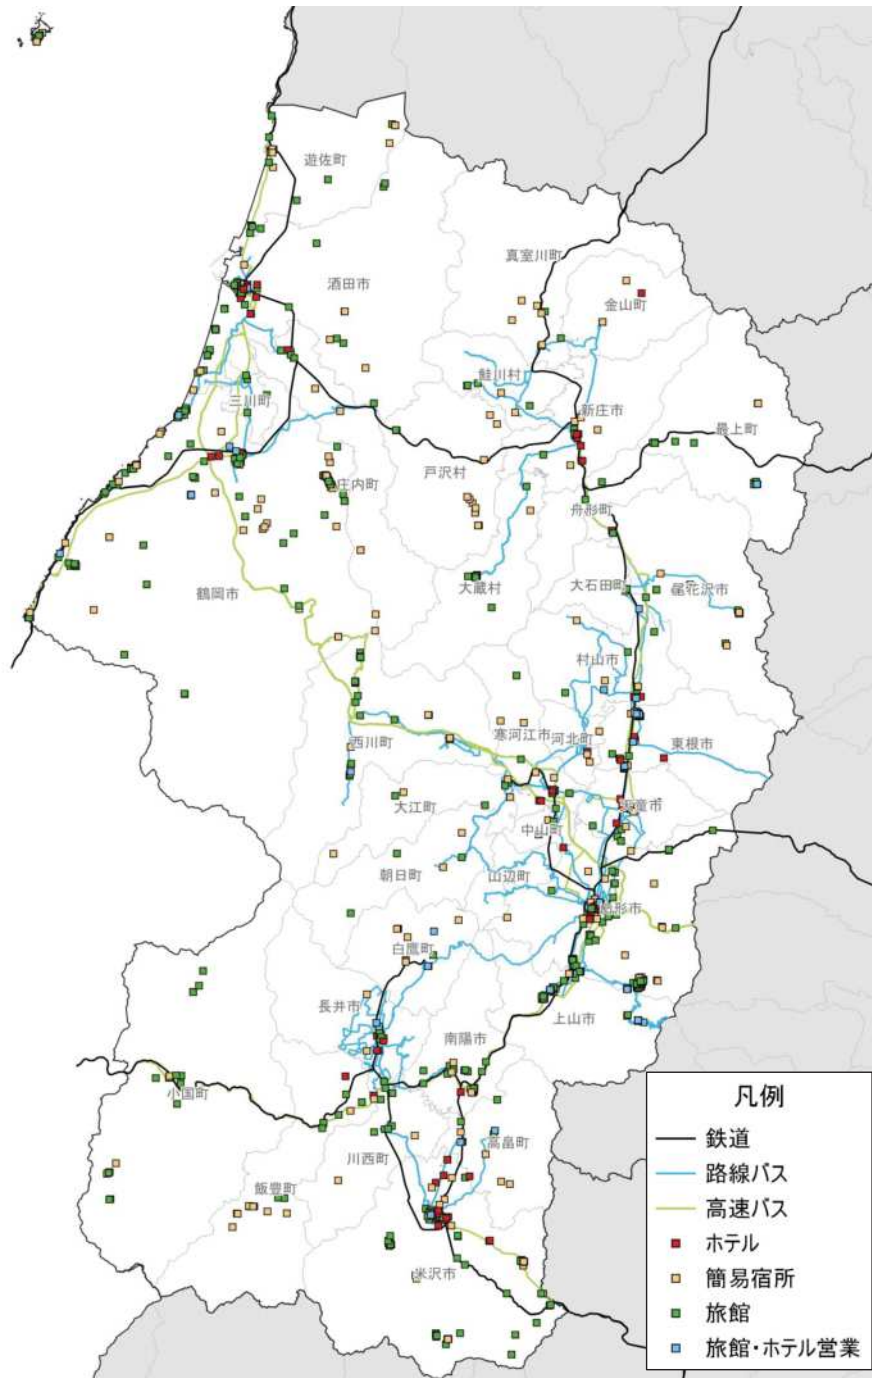 遊佐町
真室川町
酒田市
金山町
鮭川村
三川町
新庄市
最上町
戸沢村
庄内町
舟形町
大蔵村
大石田町
尾花沢市
鶴岡市
村山市
寒河江市
河北町
西川町
東根市
大江町
天童市
中山町
朝日町
山辺町
山形市
白鷹町
長井市
上山市
南陽市
小国町
高畠町
川西町
飯豊町
米沢市
凡例
鉄道
路線バス
高速バス
ホテル
簡易宿所
旅館
旅館・ホテル営業